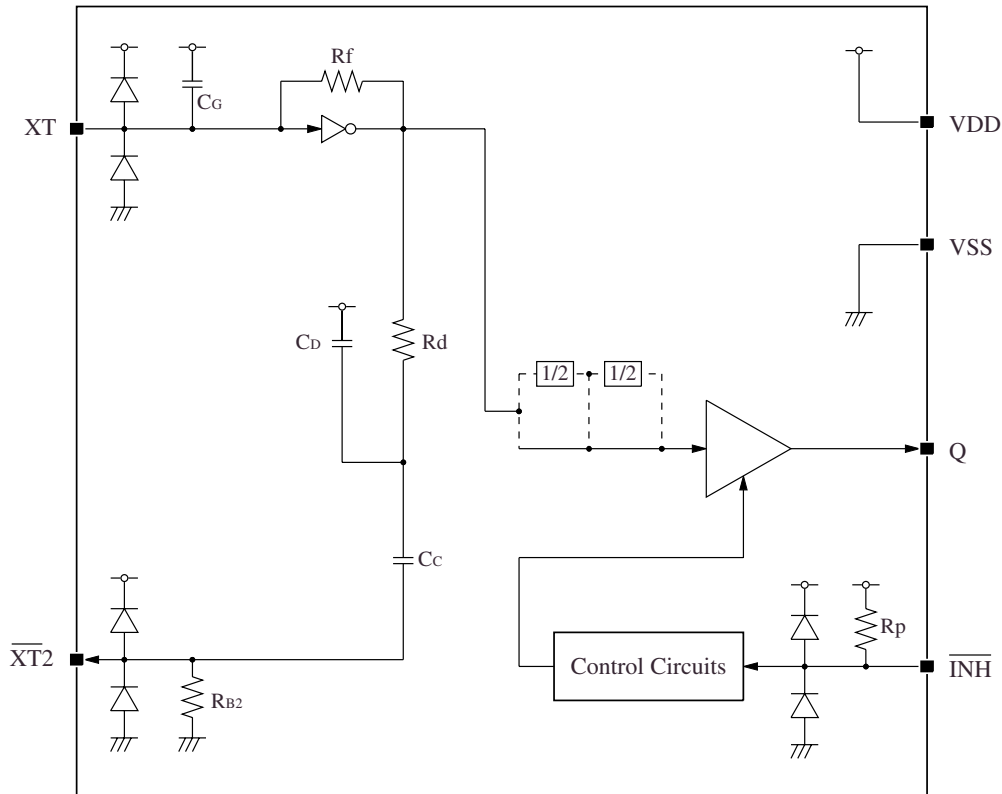 Rf
CG
XT
VDD
VSS
CD
Rd
1/2
1/2
Q
CC
Rp
XT2
RB2
Control Circuits
INH